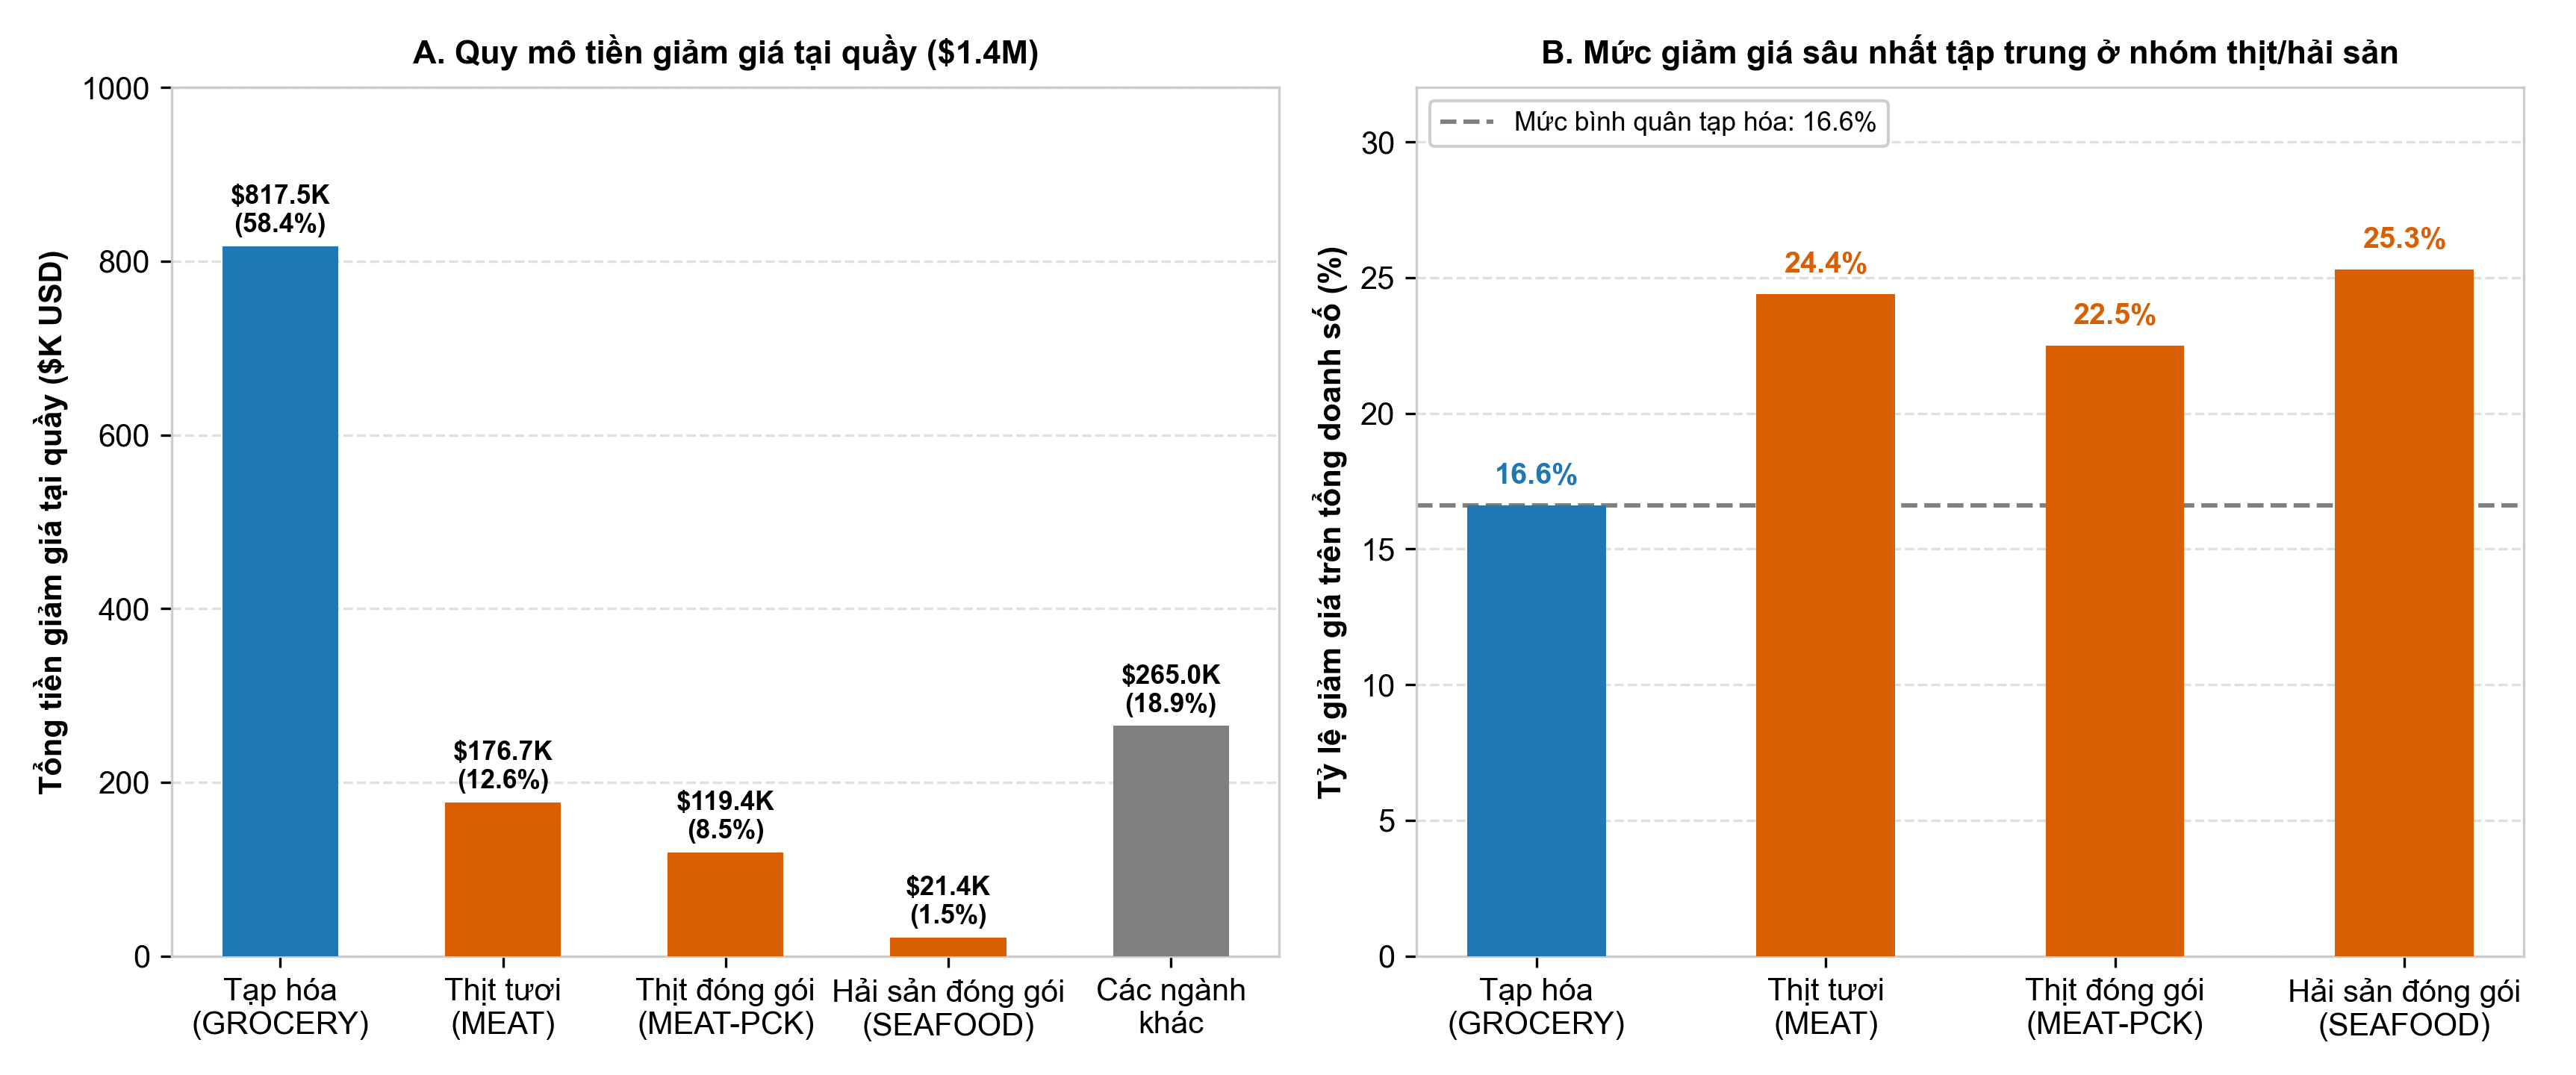 A. Quy mô tiền giảm giá tại quầy ($1.4M)
Tổng tiền giảm giá tại quầy ($K USD)
1000
800
600
400
200
0
$817.5K
(58.4%)
$176.7K
(12.6%)
$119.4K
(8.5%)
$21.4K
(1.5%)
$265.0K
(18.9%)
Tạp hóa
(GROCERY)
Thịt tươi
(MEAT)
Thịt đóng gói
(MEAT-PCK)
Hải sản đóng gói
(SEAFOOD)
Các ngành
khác
B. Mức giảm giá sâu nhất tập trung ở nhóm thịt/hải sản
Tỷ lệ giảm giá trên tổng doanh số (%)
Mức bình quân tạp hóa: 16.6%
30
25
20
15
10
5
0
16.6%
24.4%
22.5%
25.3%
Tạp hóa
(GROCERY)
Thịt tươi
(MEAT)
Thịt đóng gói
(MEAT-PCK)
Hải sản đóng gói
(SEAFOOD)